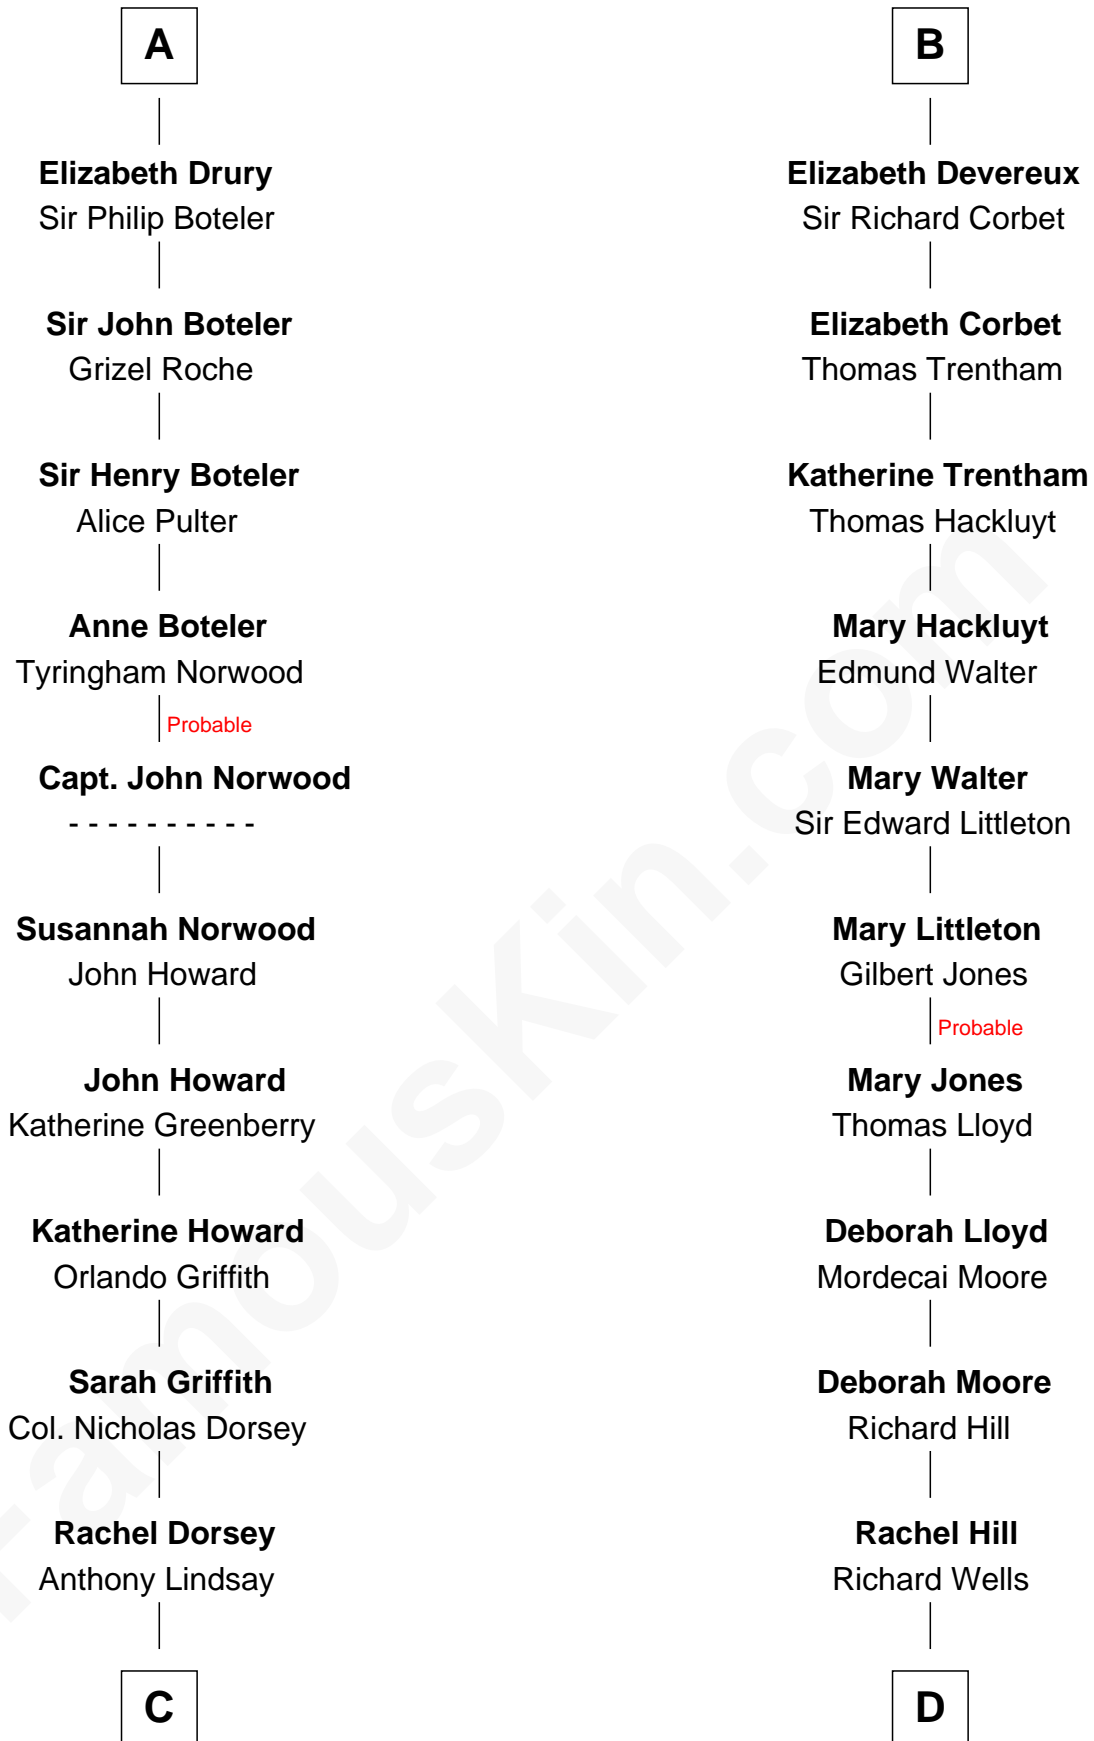 A
Elizabeth Drury
Sir Philip Boteler
Sir John Boteler
Grizel Roche
Sir Henry Boteler
Alice Pulter
Anne Boteler
Tyringham Norwood
Probable
Capt. John Norwood
- - - - - - - - - -
Susannah Norwood
John Howard
John Howard
Katherine Greenberry
Katherine Howard
Orlando Griffith
Sarah Griffith
Col. Nicholas Dorsey
Rachel Dorsey
Anthony Lindsay
C
B
Elizabeth Devereux
Sir Richard Corbet
Elizabeth Corbet
Thomas Trentham
Katherine Trentham
Thomas Hackluyt
Mary Hackluyt
Edmund Walter
Mary Walter
Sir Edward Littleton
Mary Littleton
Gilbert Jones
Probable
Mary Jones
Thomas Lloyd
Deborah Lloyd
Mordecai Moore
Deborah Moore
Richard Hill
Rachel Hill
Richard Wells
D
FamousKin.com